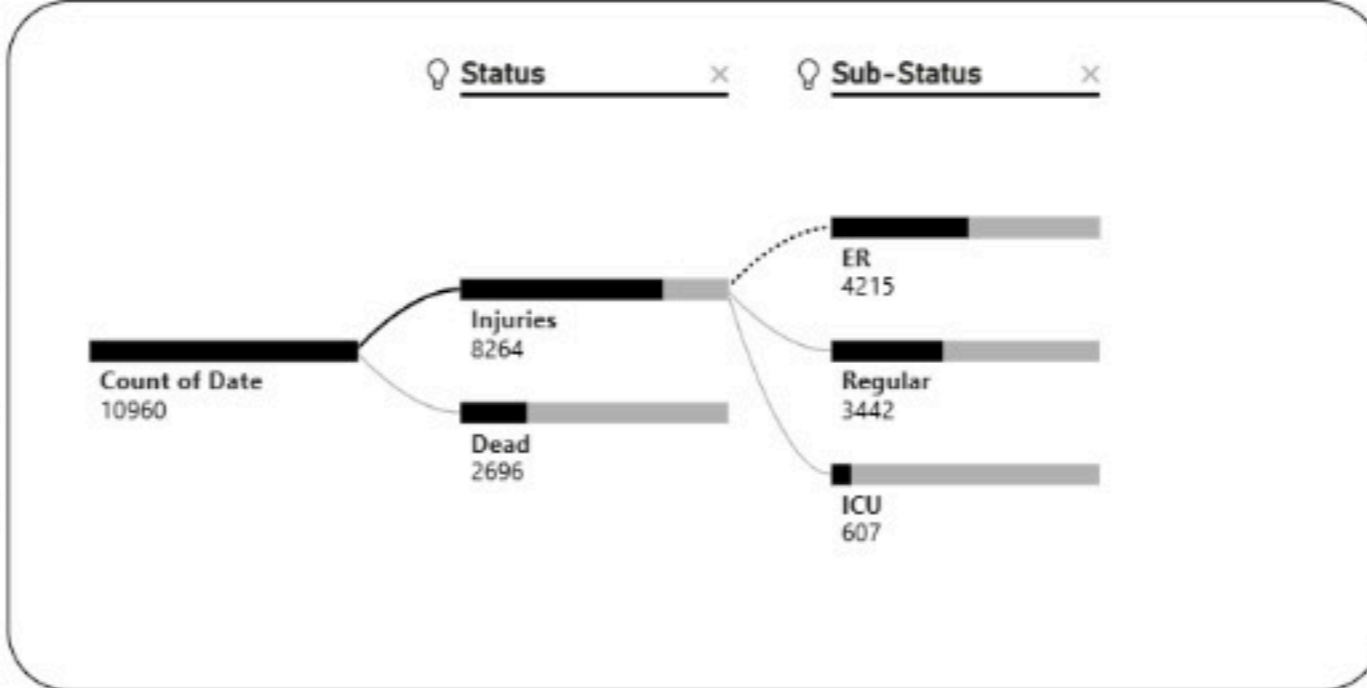 Status
Sub-Status
Count of Date
10960
Injuries
8264
Dead
2696
ER
4215
Regular
3442
ICU
607